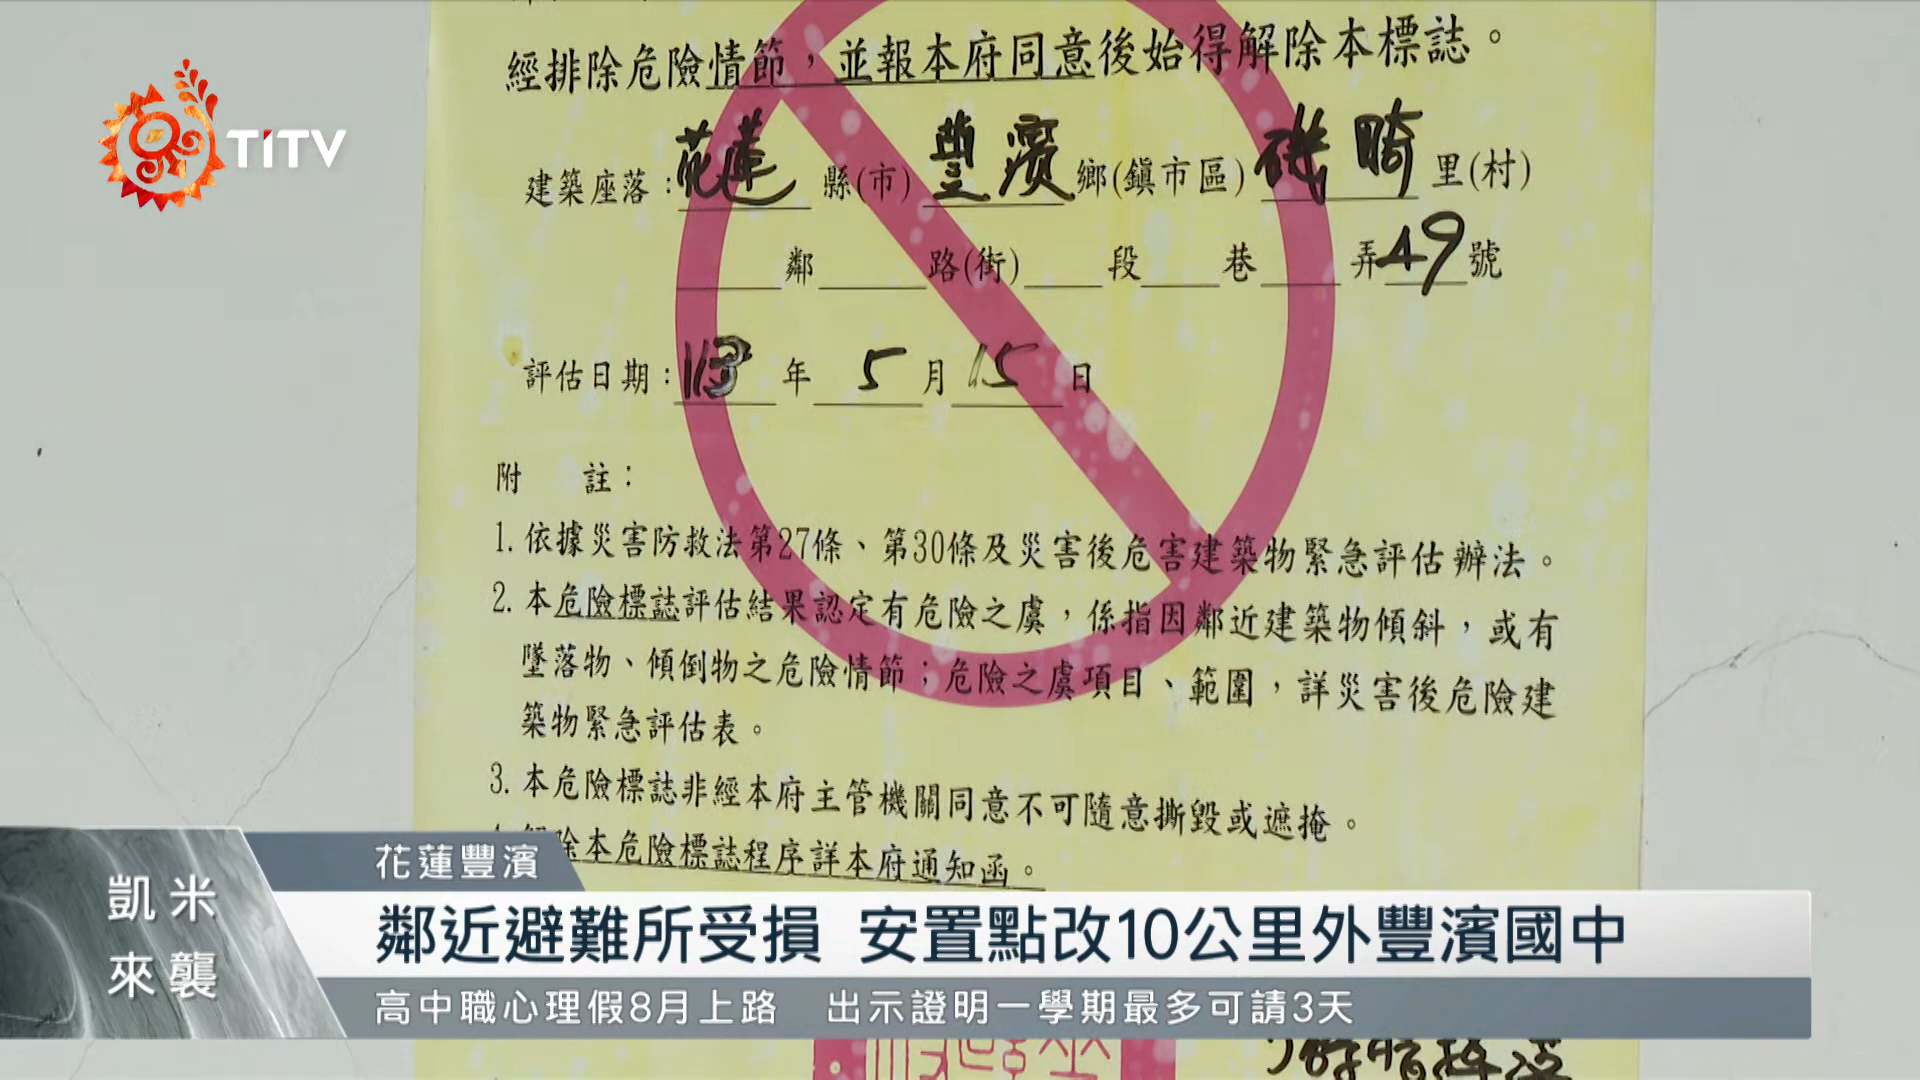 經排除危險情節，並報本府同意後始得解除本標誌。
TiTV
建築座落：花蓮 縣(市) 豐濱 鄉(鎮市區) 磯畸 里(村)
鄰 路(街) 段 巷 弄 49 號
評估日期：113 年 5 月 15 日
附 註：
1. 依據災害防救法第27條、第30條及災害後危害建築物緊急評估辦法。
2. 本危險標誌評估結果認定有危險之虞，係指因鄰近建築物傾斜，或有
墜落物、傾倒物之危險情節；危險之虞項目、範圍，詳災害後危險建
築物緊急評估表。
3. 本危險標誌非經本府主管機關同意不可隨意撕毀或遮掩。
除本危險標誌程序詳本府通知函。
花蓮豐濱
凱米
來襲
鄰近避難所受損 安置點改10公里外豐濱國中
高中職心理假8月上路 出示證明一學期最多可請3天